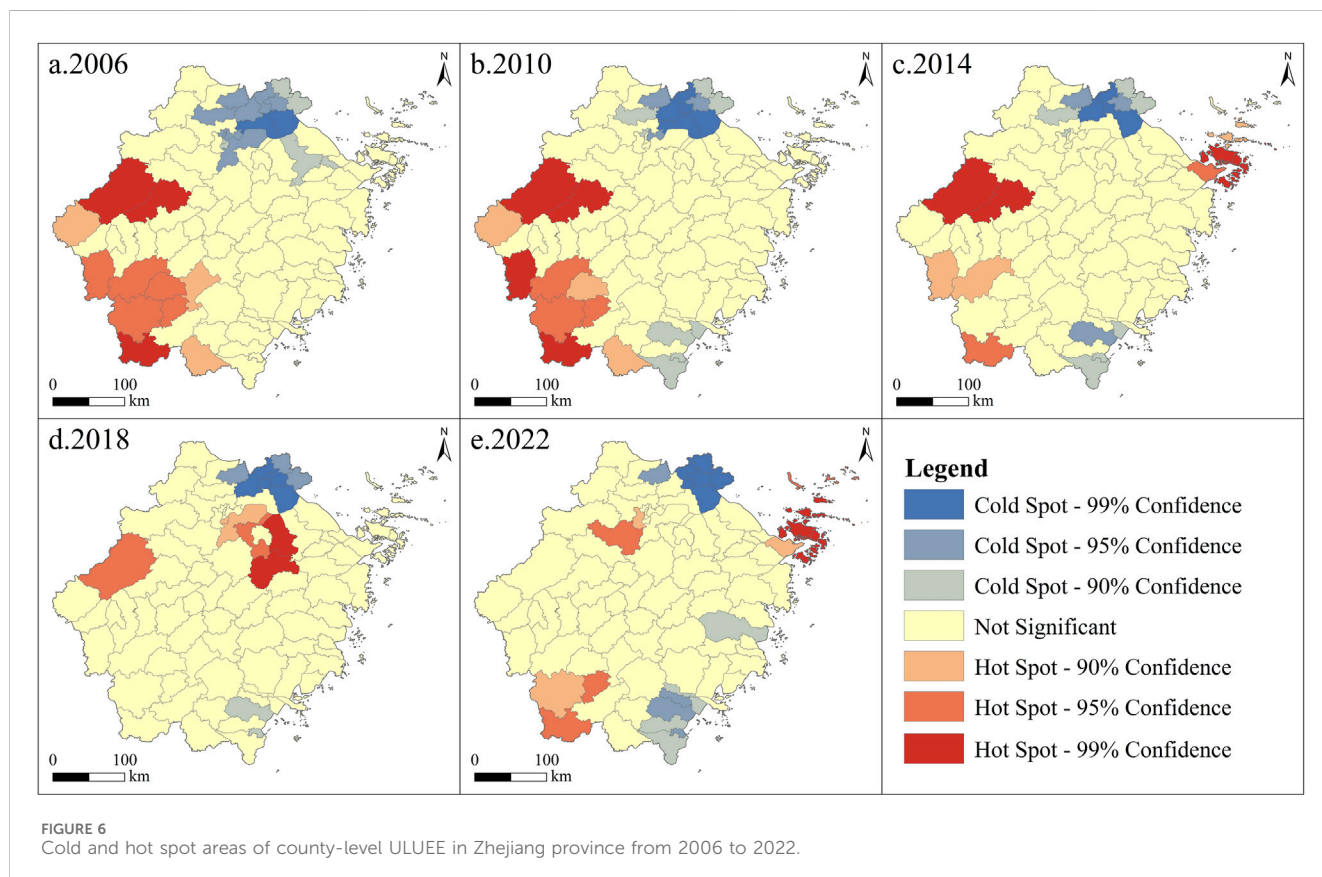 a.2006
N
0 100
km
b.2010
N
0 100
km
c.2014
N
0 100
km
d.2018
N
0 100
km
e.2022
N
0 100
km
Legend
Cold Spot - 99% Confidence
Cold Spot - 95% Confidence
Cold Spot - 90% Confidence
Not Significant
Hot Spot - 90% Confidence
Hot Spot - 95% Confidence
Hot Spot - 99% Confidence
FIGURE 6
Cold and hot spot areas of county-level ULUEE in Zhejiang province from 2006 to 2022.